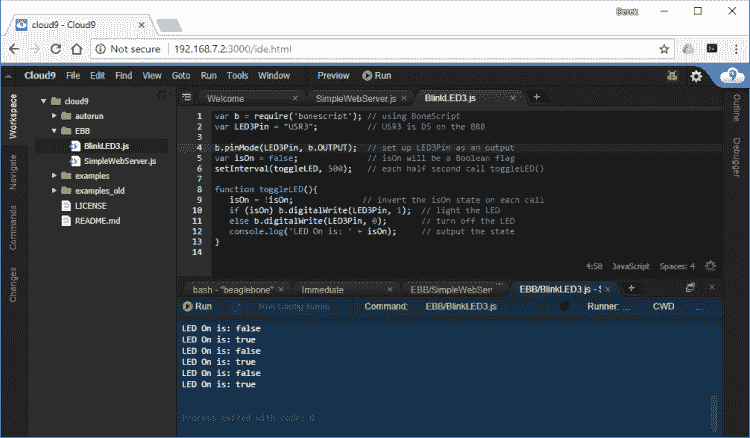 Derek
cloud9 - Cloud9
Not secure 192.168.7.2:3000/ide.html
Cloud9 File Edit Find View Goto Run Tools Window Preview Run
Workspace
Navigate
Commands
Changes
cloud9
autorun
EBB
BlinkLED3.js
SimpleWebServer.js
examples
examples_old
LICENSE
README.md
Welcome SimpleWebServer.js BlinkLED3.js
1 var b = require('bonescript'); // using BoneScript
2 var LED3Pin = "USR3"; // USR3 is D5 on the BBB
3
4 b.pinMode(LED3Pin, b.OUTPUT); // set up LED3Pin as an output
5 var isOn = false; // isOn will be a Boolean flag
6 setInterval(toggleLED, 500); // each half second call toggleLED()
7
8 function toggleLED(){
9 isOn = !isOn; // invert the isOn state on each call
10 if (isOn) b.digitalWrite(LED3Pin, 1); // light the LED
11 else b.digitalWrite(LED3Pin, 0); // turn off the LED
12 console.log('LED On is: ' + isOn); // output the state
13 }
14
4:58 JavaScript Spaces: 4
Outline
Debugger
bash - "beaglebone" Immediate EBB/SimpleWebSer EBB/BlinkLED3.js - S
Run Run Config Name Command: EBB/BlinkLED3.js Runner: ... CWD ...
LED On is: false
LED On is: true
LED On is: false
LED On is: true
LED On is: false
LED On is: true
Process exited with code: 0